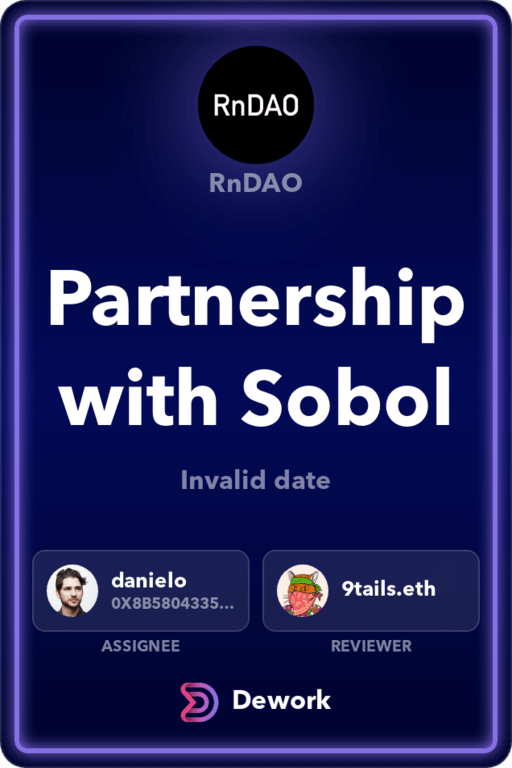 RnDAO
RnDAO
Partnership
with Sobol
Invalid date
danielo
0X8B5804335...
9tails.eth
ASSIGNEE
REVIEWER
Dework